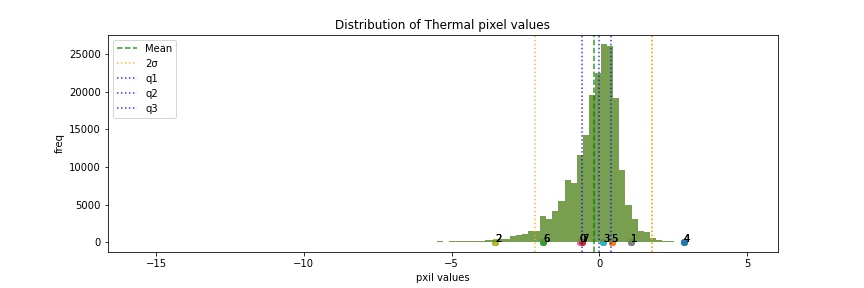 Distribution of Thermal pixel values
Mean
2σ
q1
q2
q3
freq
25000
20000
15000
10000
5000
0
2 6 0 7 3 5 1 4
−15 −10 −5 0 5
pxil values